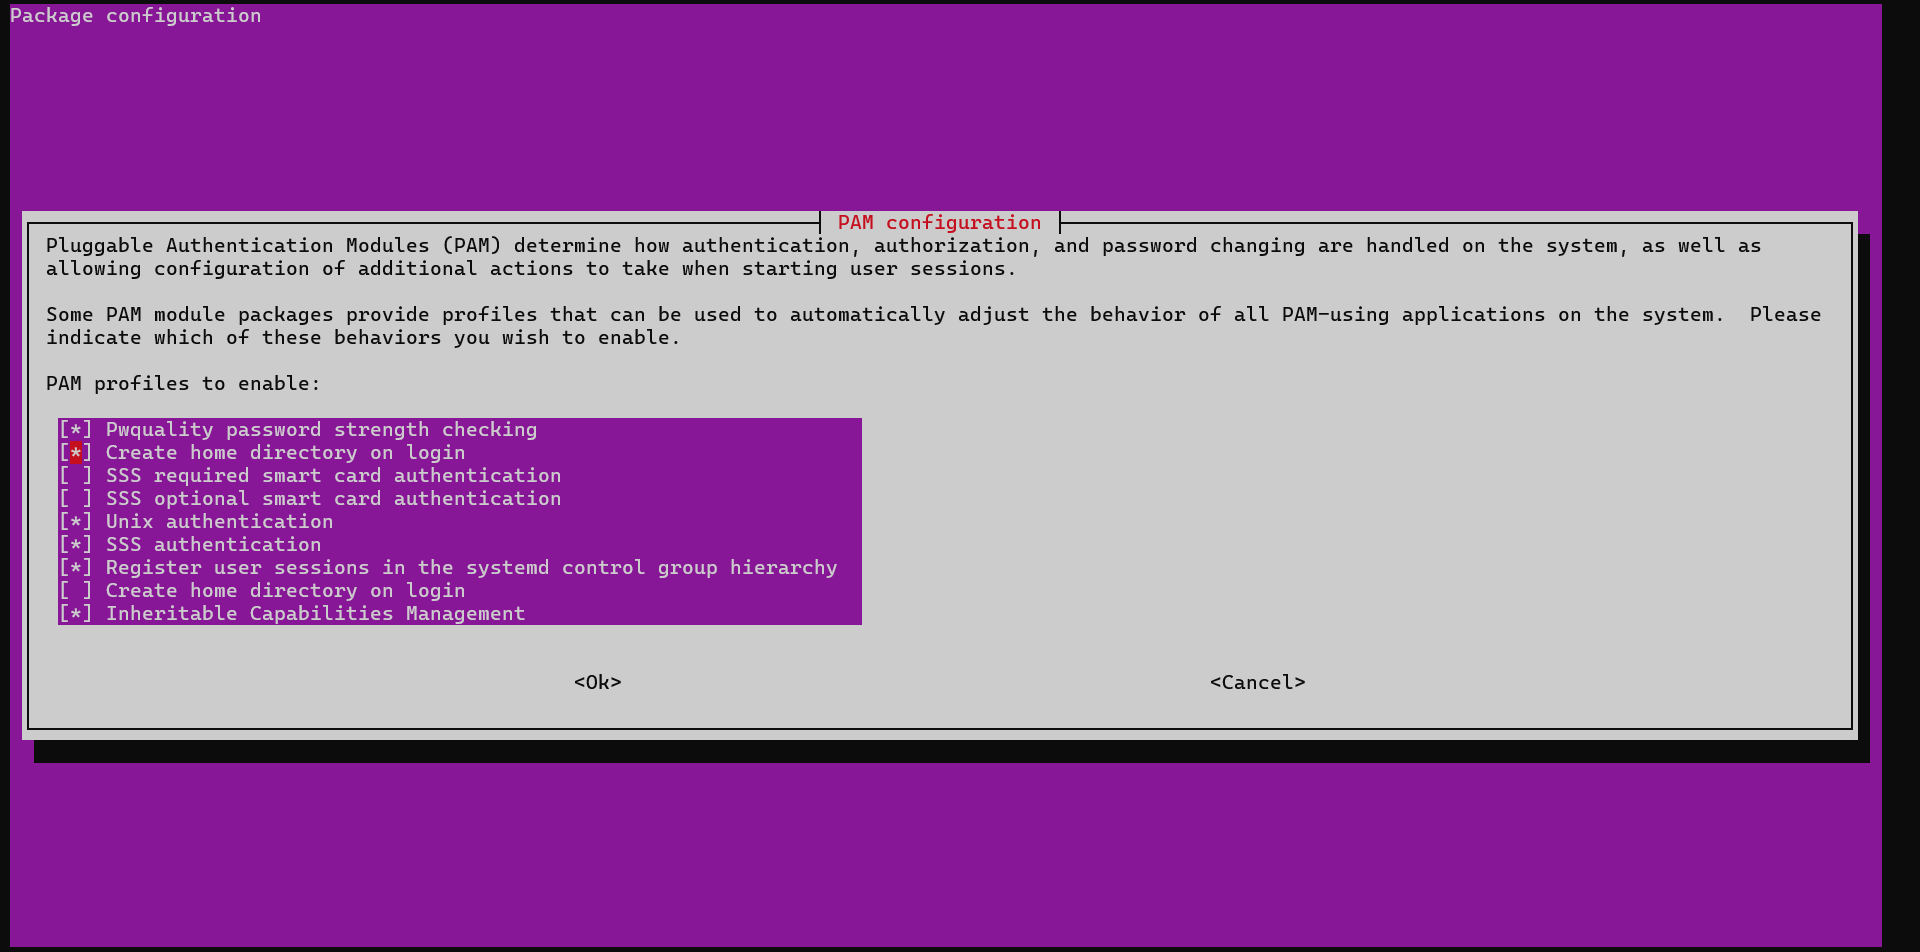 Package configuration
PAM configuration
Pluggable Authentication Modules (PAM) determine how authentication, authorization, and password changing are handled on the system, as well as
allowing configuration of additional actions to take when starting user sessions.
Some PAM module packages provide profiles that can be used to automatically adjust the behavior of all PAM-using applications on the system.  Please
indicate which of these behaviors you wish to enable.
PAM profiles to enable:
[*] Pwquality password strength checking
[*] Create home directory on login
[ ] SSS required smart card authentication
[ ] SSS optional smart card authentication
[*] Unix authentication
[*] SSS authentication
[*] Register user sessions in the systemd control group hierarchy
[ ] Create home directory on login
[*] Inheritable Capabilities Management
<Ok> <Cancel>